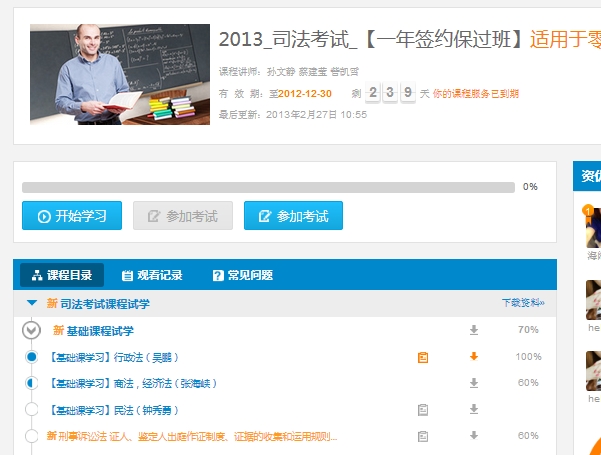 2013_司法考试_【一年签约保过班】适用于零
课程讲师：孙文静 蔡建莹 訾凯哲
有 效 期：至2012-12-30 剩 2 3 9 天 你的课程服务已到期
最后更新：2013年2月27日 10:55
0%
开始学习 参加考试 参加考试
资优
课程目录 观看记录 常见问题
1
新 司法考试课程试学 下载资料»
海阔
新 基础课程试学 70%
he
【基础课学习】行政法（吴鹏） 100%
【基础课学习】商法，经济法（张海峡） 60%
he
【基础课学习】民法（钟秀勇）
新 刑事诉讼法 证人、鉴定人出庭作证制度、证据的收集和运用规则... 60%